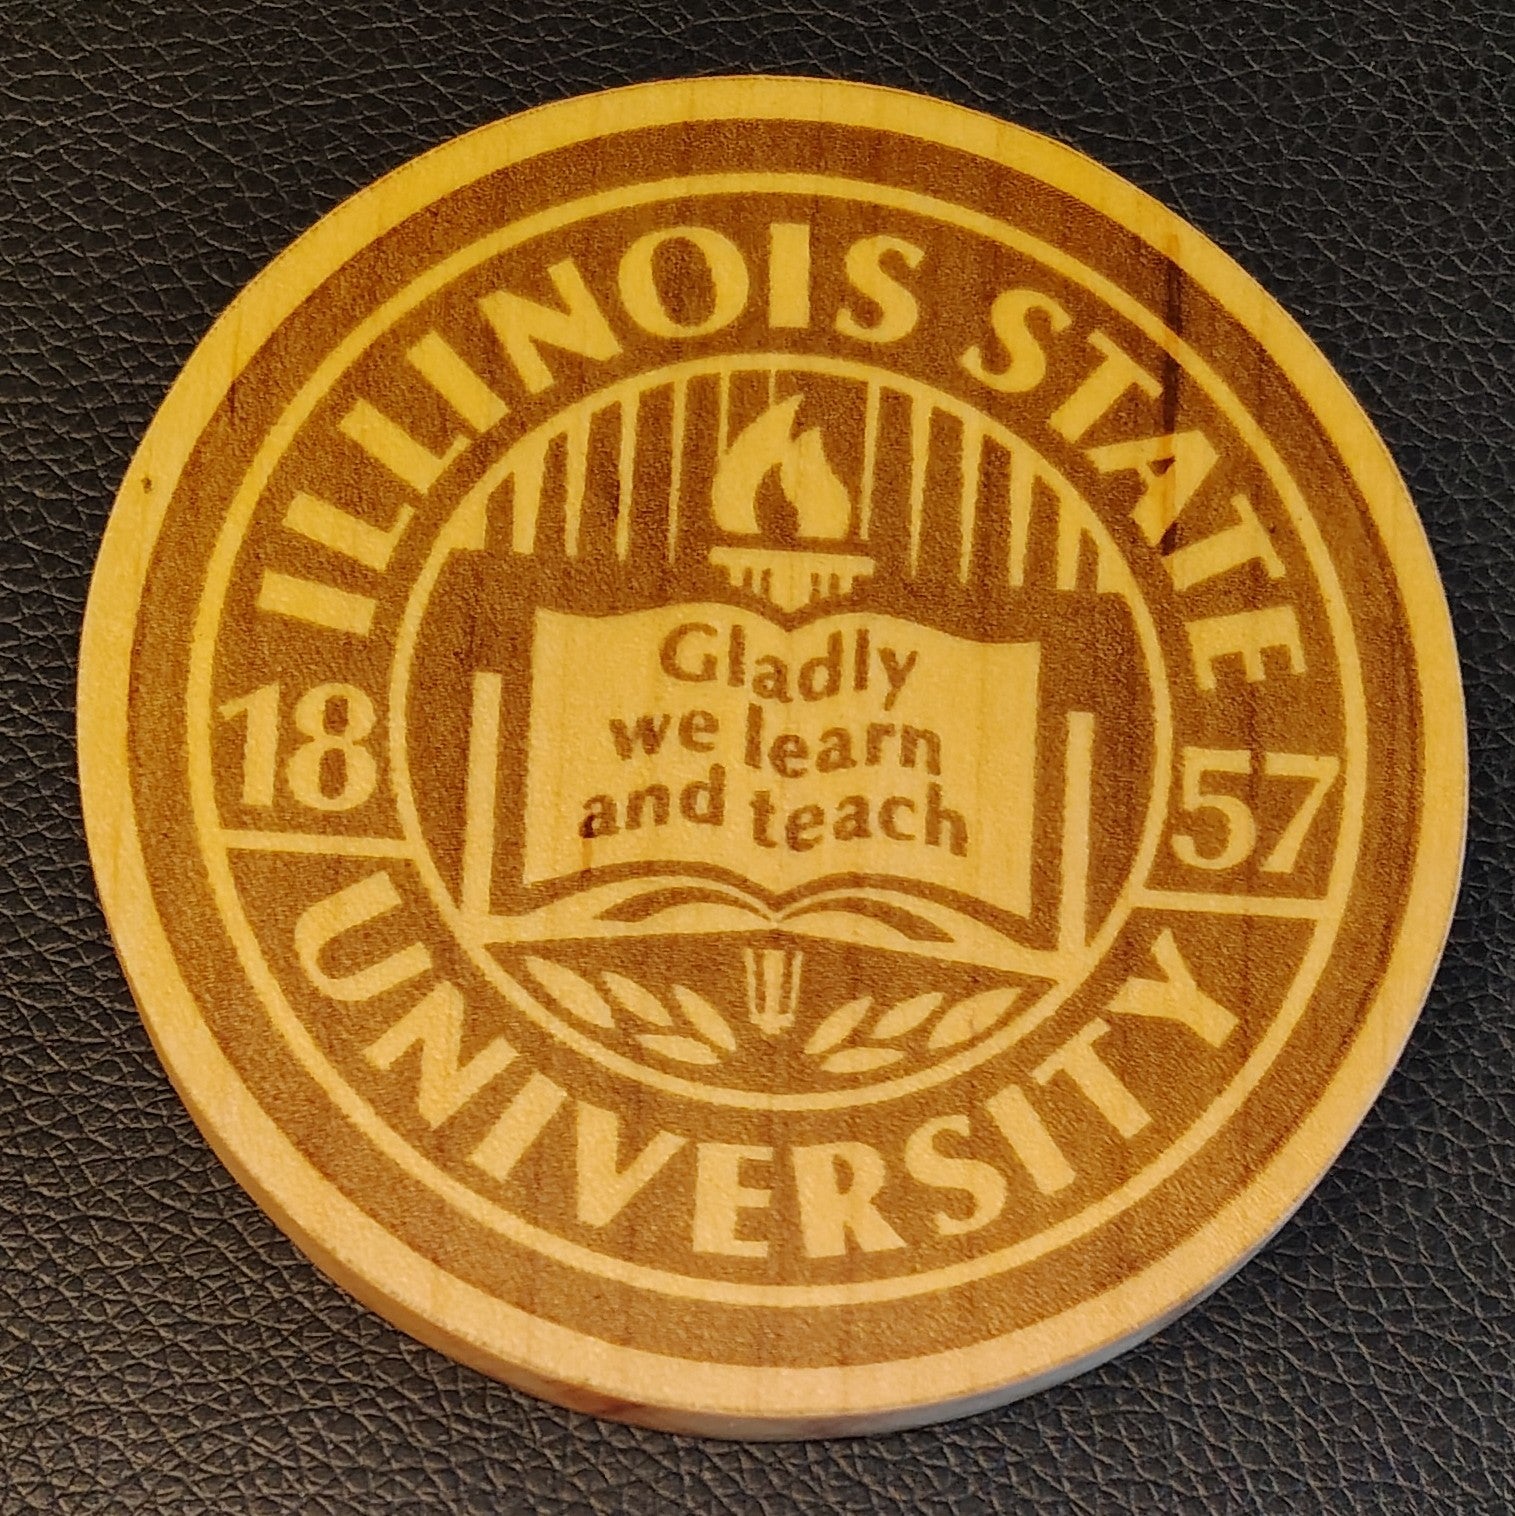 ILLINOIS STATE
18 57
Gladly
we learn
and teach
UNIVERSITY